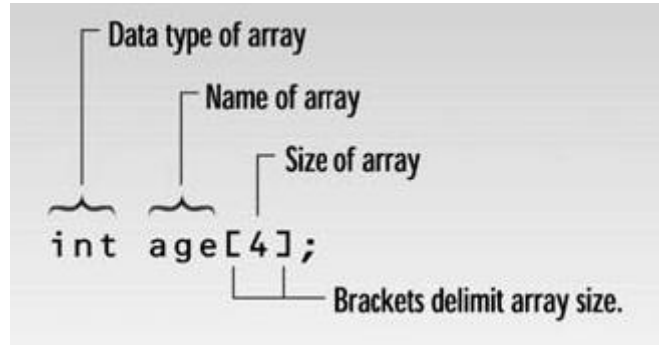 Data type of array
Name of array
Size of array
int age[4];
Brackets delimit array size.